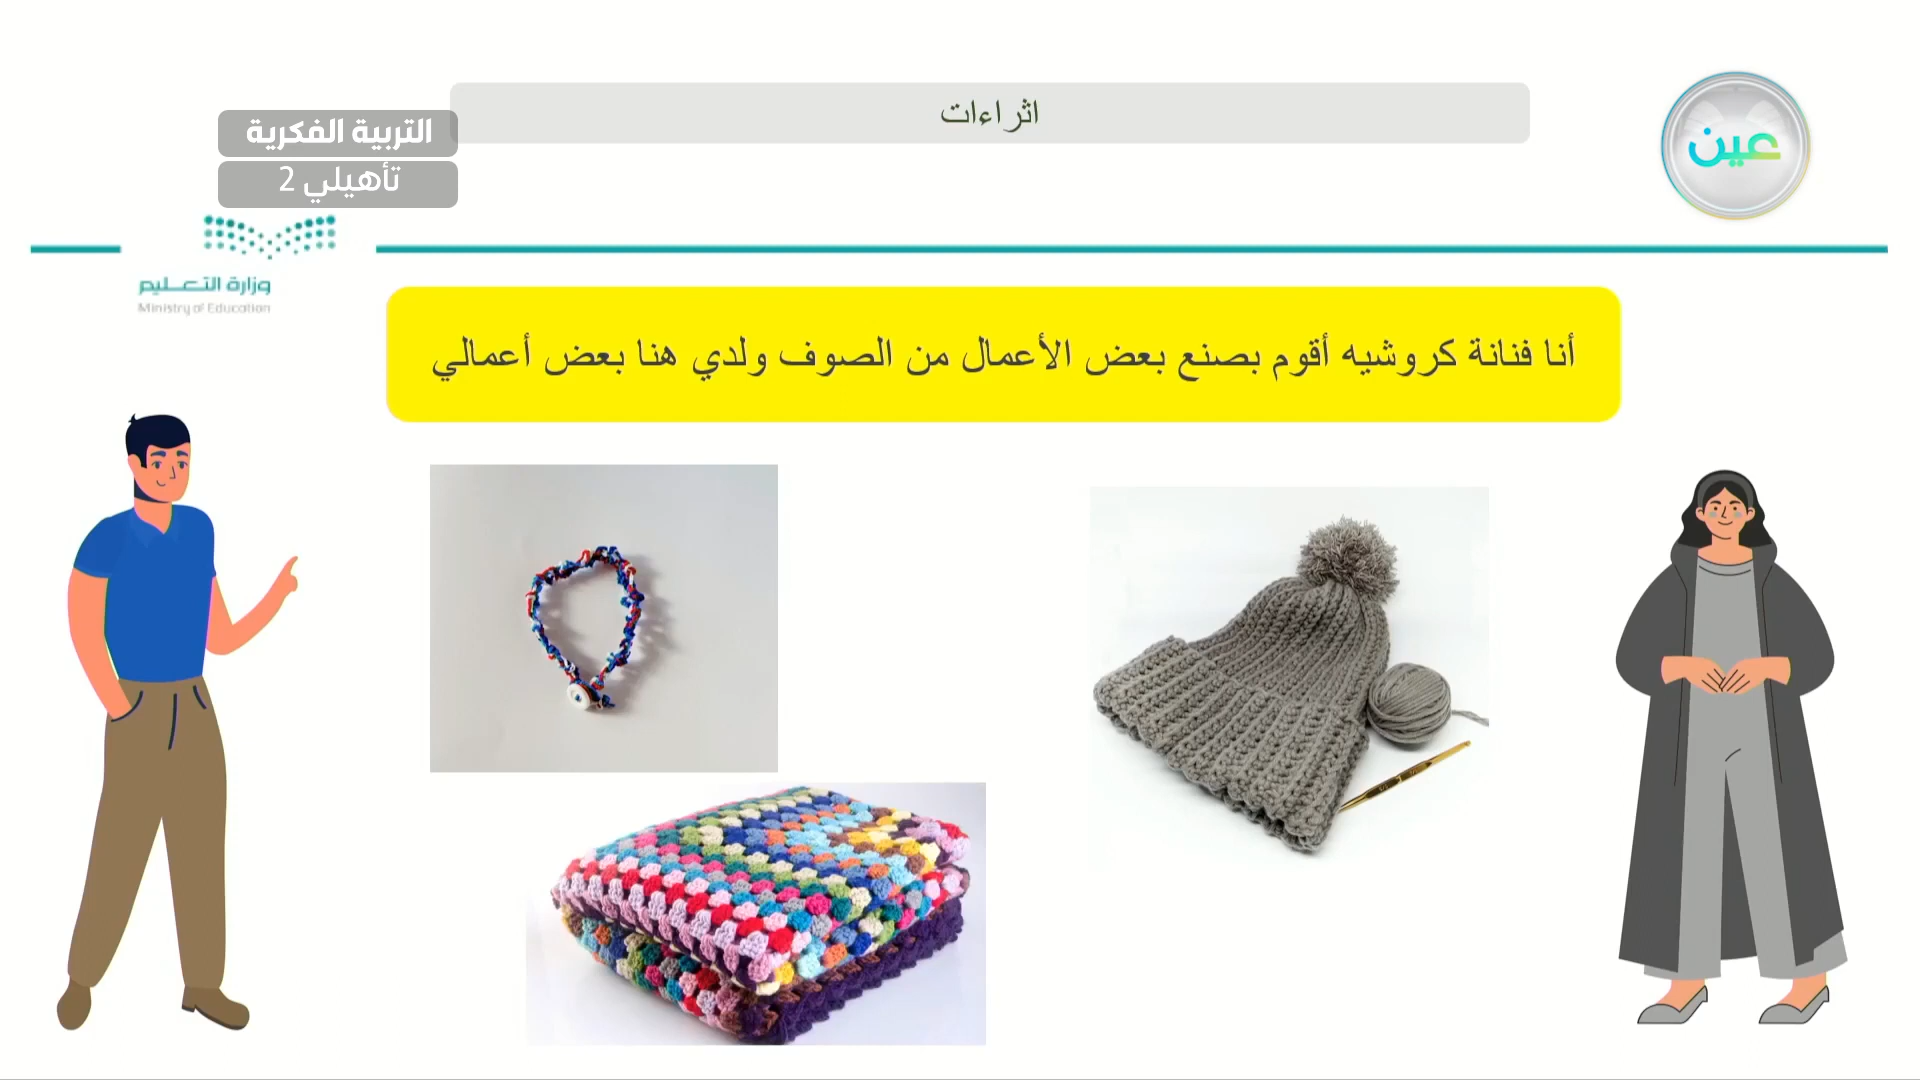 اثراءات
عين
التربية الفكرية
تأهيلي 2
وزارة التعليم
Ministry of Education
أنا فنانة كروشيه أقوم بصنع بعض الأعمال من الصوف ولدي هنا بعض أعمالي